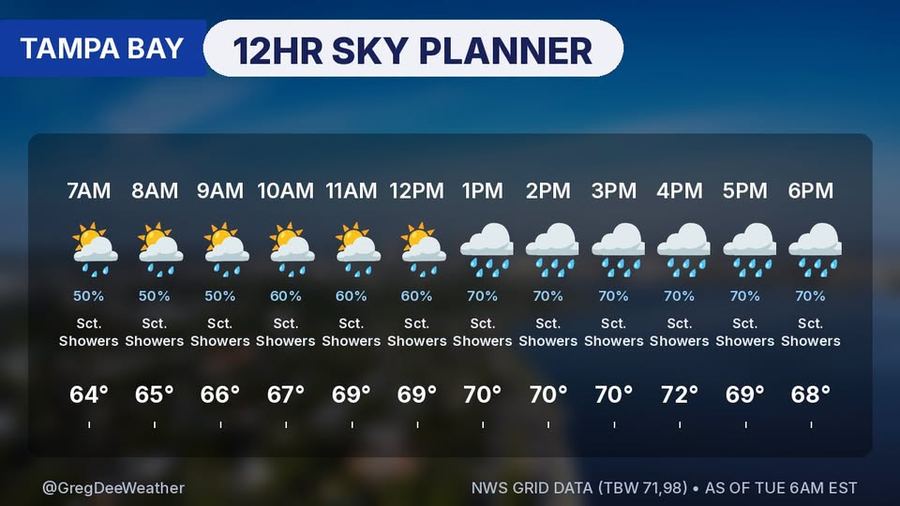 TAMPA BAY
12HR SKY PLANNER
7AM 8AM 9AM 10AM 11AM 12PM 1PM 2PM 3PM 4PM 5PM 6PM
50% 50% 50% 60% 60% 60% 70% 70% 70% 70% 70% 70%
Sct. Sct. Sct. Sct. Sct. Sct. Sct. Sct. Sct. Sct. Sct. Sct.
Showers Showers Showers Showers Showers Showers Showers Showers Showers Showers Showers Showers
64° 65° 66° 67° 69° 69° 70° 70° 70° 72° 69° 68°
@GregDeeWeather
NWS GRID DATA (TBW 71,98) • AS OF TUE 6AM EST